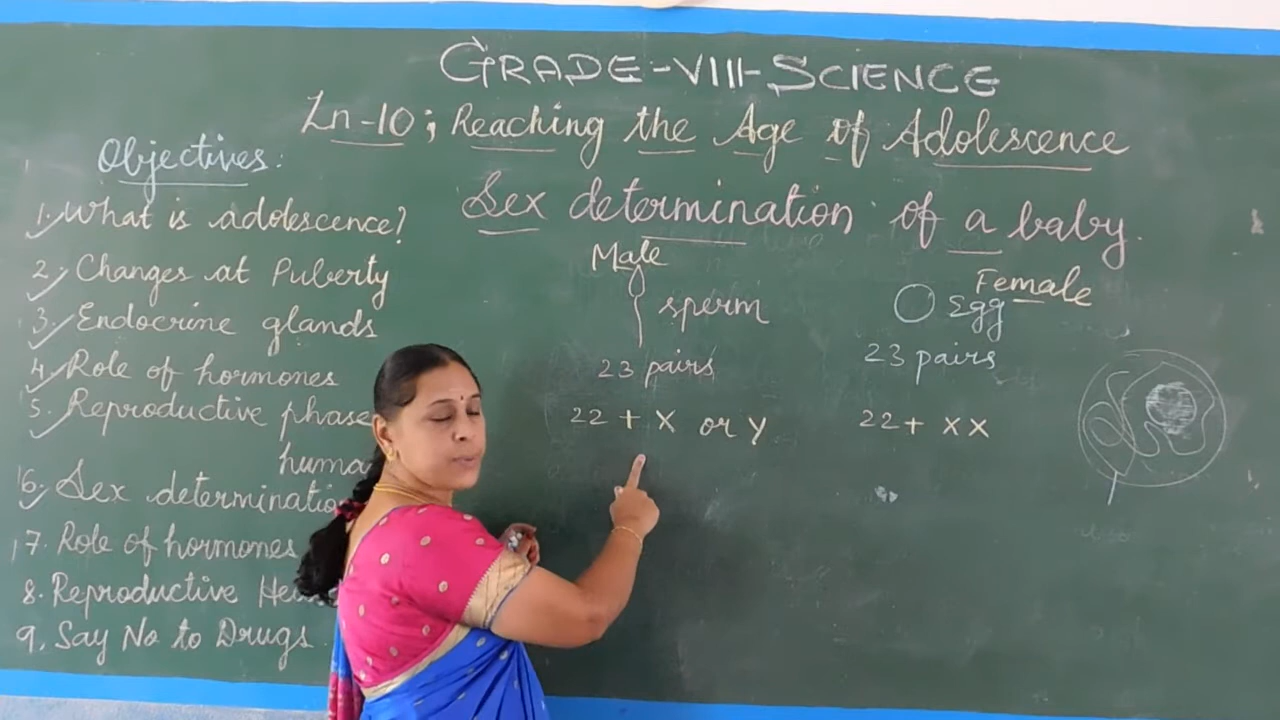 GRADE-VIII-SCIENCE
Ln-10; Reaching the Age of Adolescence
Objectives:
1. What is adolescence?
2. Changes at Puberty
3. Endocrine glands
4. Role of hormones
5. Reproductive phase
huma
6. Sex determinatio
7. Role of hormones
8. Reproductive Hea
9. Say No to Drugs.
Sex determination of a baby.
Male
sperm
23 pairs
22 + X or Y
Female
Egg
23 pairs
22 + XX